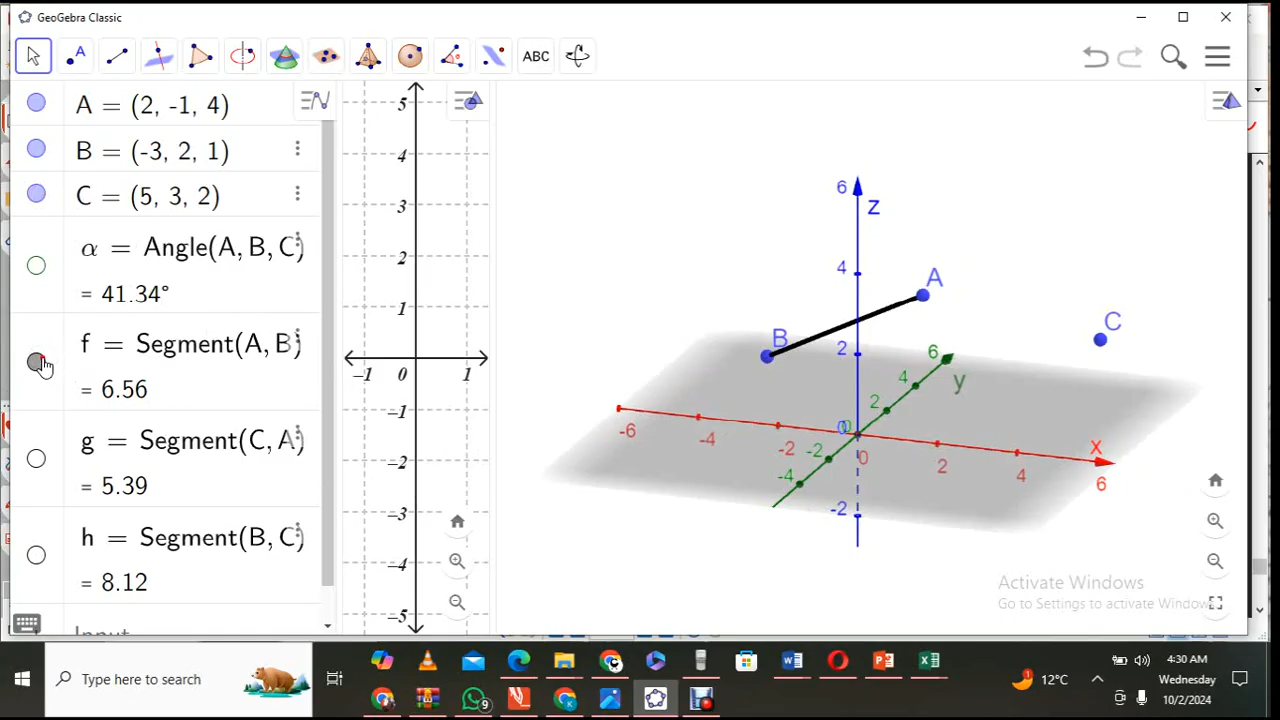 GeoGebra Classic
A
ABC
A = (2, -1, 4)
B = (-3, 2, 1)
C = (5, 3, 2)
α = Angle(A, B, C)
= 41.34°
f = Segment(A, B)
= 6.56
g = Segment(C, A)
= 5.39
h = Segment(B, C)
= 8.12
Input...
5
4
3
2
1
-1
0
1
-1
-2
-3
-4
-5
6
z
4
A
B
C
2
6
y
4
2
0
0
-6
-4
-2
-2
0
2
4
x
6
-4
-2
Activate Windows
Go to Settings to activate Windows.
Type here to search
9
12°C
4:30 AM
Wednesday
10/2/2024